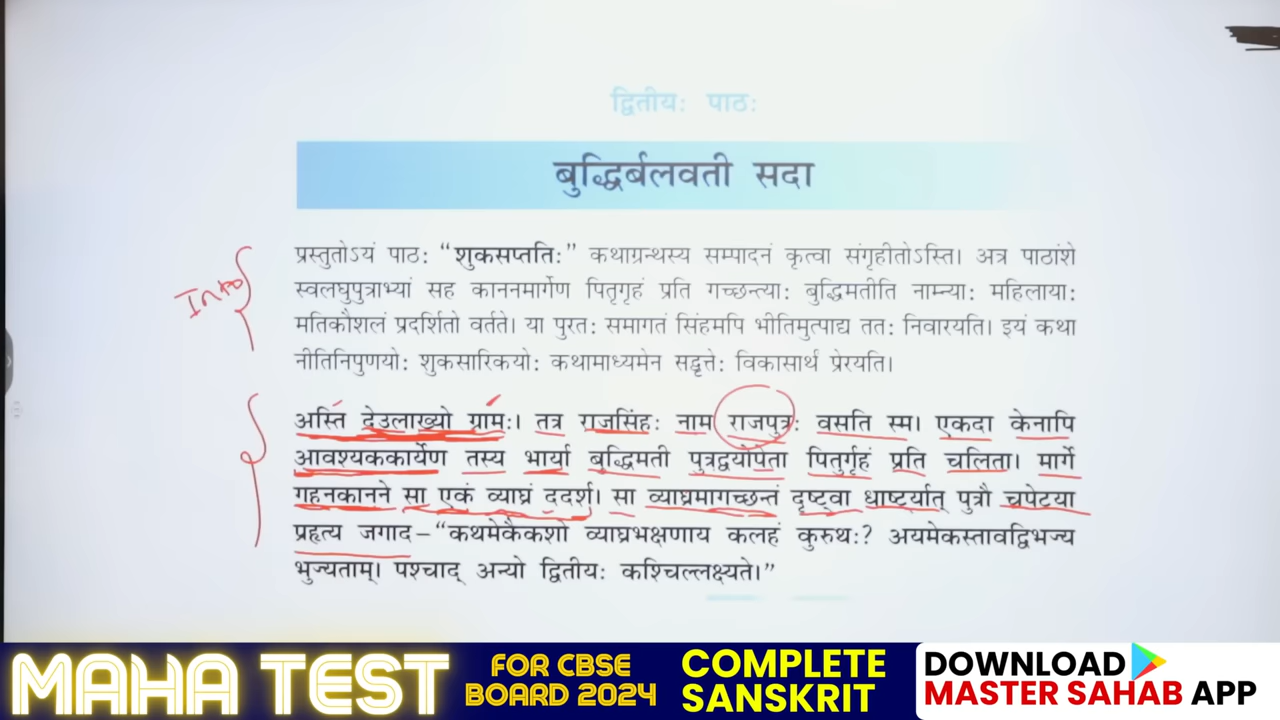 द्वितीयः पाठः
बुद्धिर्बलवती सदा
प्रस्तुतोऽयं पाठः “शुकसप्ततिः” कथाग्रन्थस्य सम्पादनं कृत्वा संगृहीतोऽस्ति। अत्र पाठांशे
स्वलघुपुत्राभ्यां सह काननमार्गेण पितृगृहं प्रति गच्छन्त्याः बुद्धिमतीति नाम्न्याः महिलायाः
मतिकौशलं प्रदर्शितो वर्तते। या पुरतः समागतं सिंहमपि भीतिमुत्पाद्य ततः निवारयति। इयं कथा
नीतिनिपुणयोः शुकसारिकयोः कथामाध्यमेन सद्वृत्तेः विकासार्थं प्रेरयति।
Intro
अस्ति देउलाख्यो ग्रामः। तत्र राजसिंहः नाम राजपुत्रः वसति स्म। एकदा केनापि
आवश्यककार्येण तस्य भार्या बुद्धिमती पुत्रद्वयोपेता पितुर्गृहं प्रति चलिता। मार्गे
गहनकानने सा एकं व्याघ्रं ददर्श। सा व्याघ्रमागच्छन्तं दृष्ट्वा धाष्टर्यात् पुत्रौ चपेटया
प्रहृत्य जगाद–“कथमेकैकशो व्याघ्रभक्षणाय कलहं कुरुथः? अयमेकस्तावद्विभज्य
भुज्यताम्। पश्चाद् अन्यो द्वितीयः कश्चिल्लक्ष्यते।”
MAHA TEST
FOR CBSE
BOARD 2024
COMPLETE
SANSKRIT
DOWNLOAD
MASTER SAHAB APP